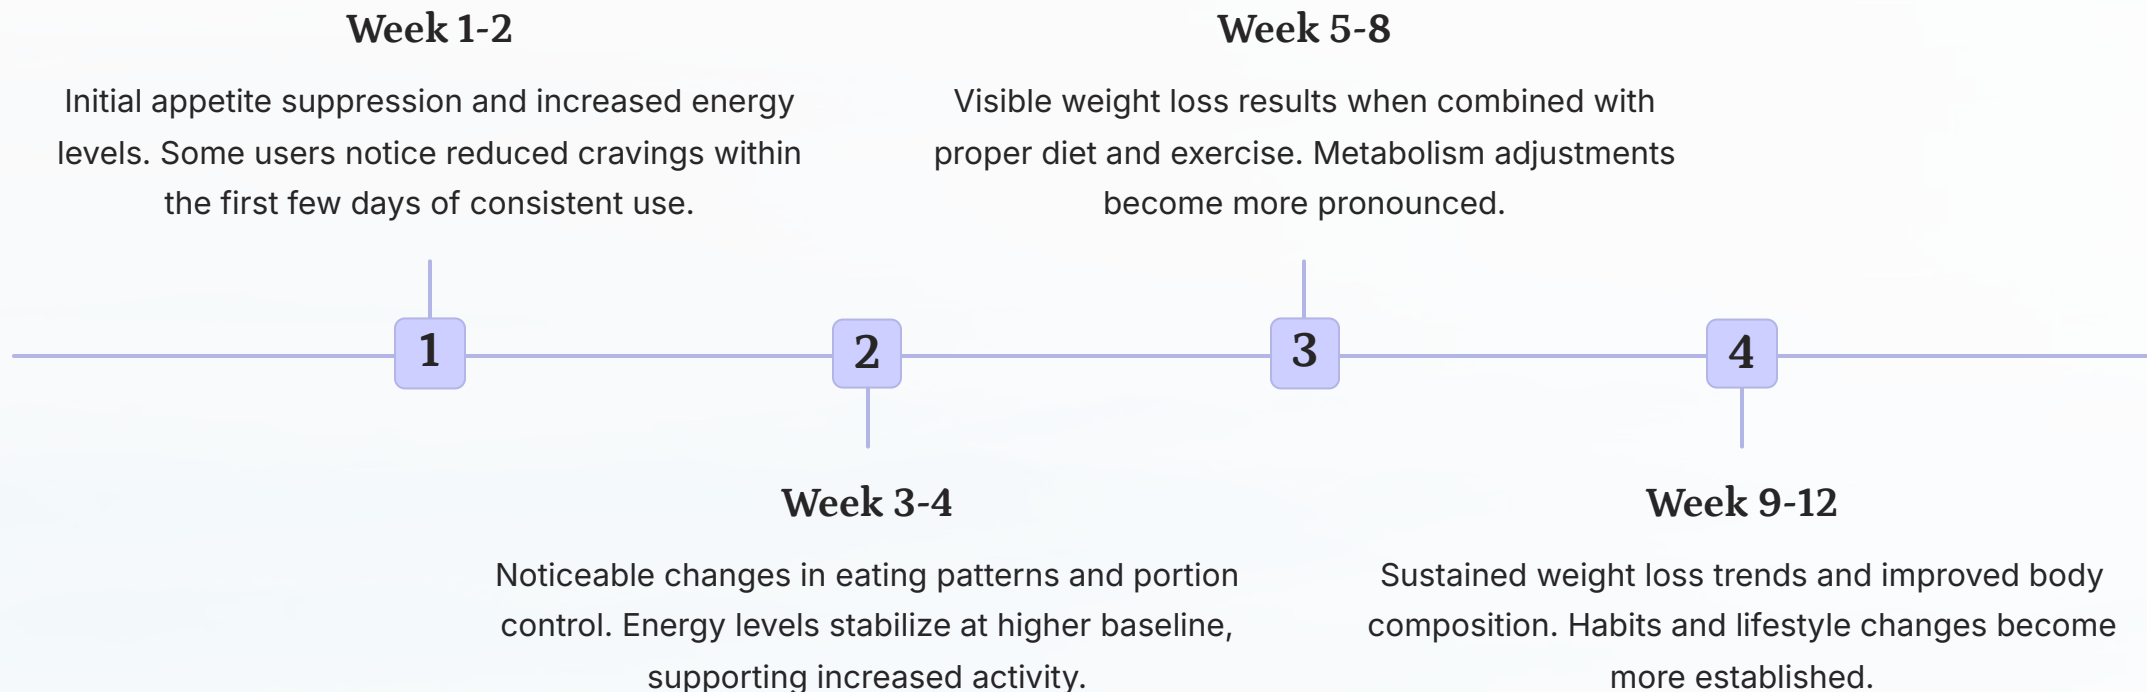 Week 1-2
Initial appetite suppression and increased energy
levels. Some users notice reduced cravings within
the first few days of consistent use.
Week 5-8
Visible weight loss results when combined with
proper diet and exercise. Metabolism adjustments
become more pronounced.
1
2
3
4
Week 3-4
Noticeable changes in eating patterns and portion
control. Energy levels stabilize at higher baseline,
supporting increased activity.
Week 9-12
Sustained weight loss trends and improved body
composition. Habits and lifestyle changes become
more established.